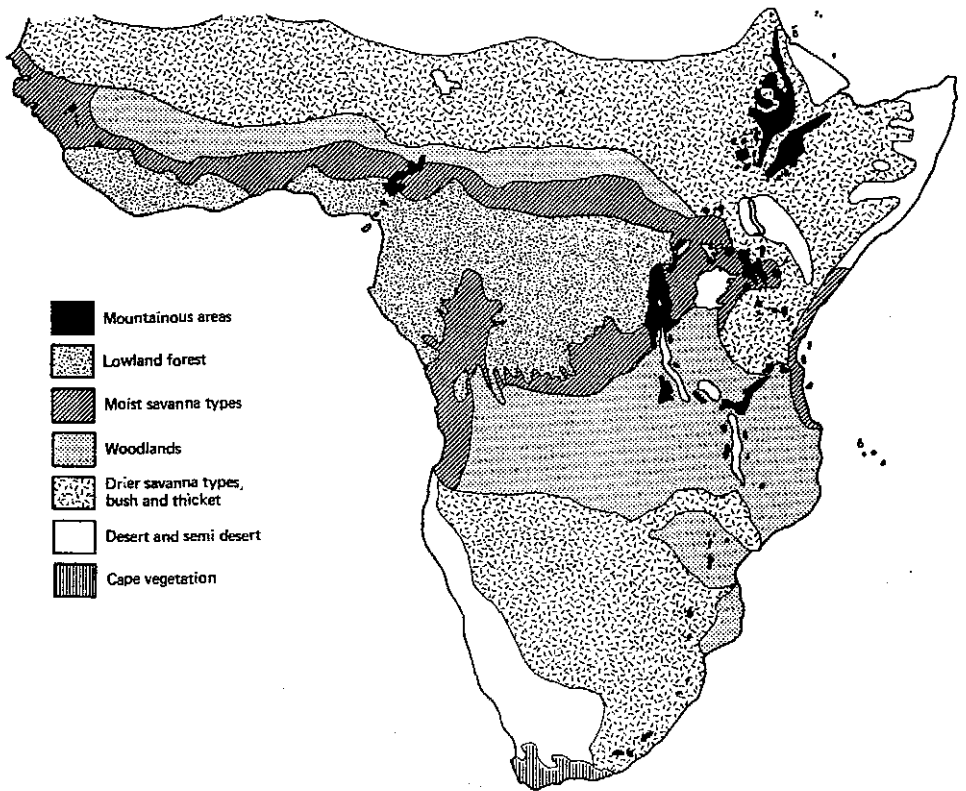 Mountainous areas
Lowland forest
Moist savanna types
Woodlands
Drier savanna types,
bush and thicket
Desert and semi desert
Cape vegetation